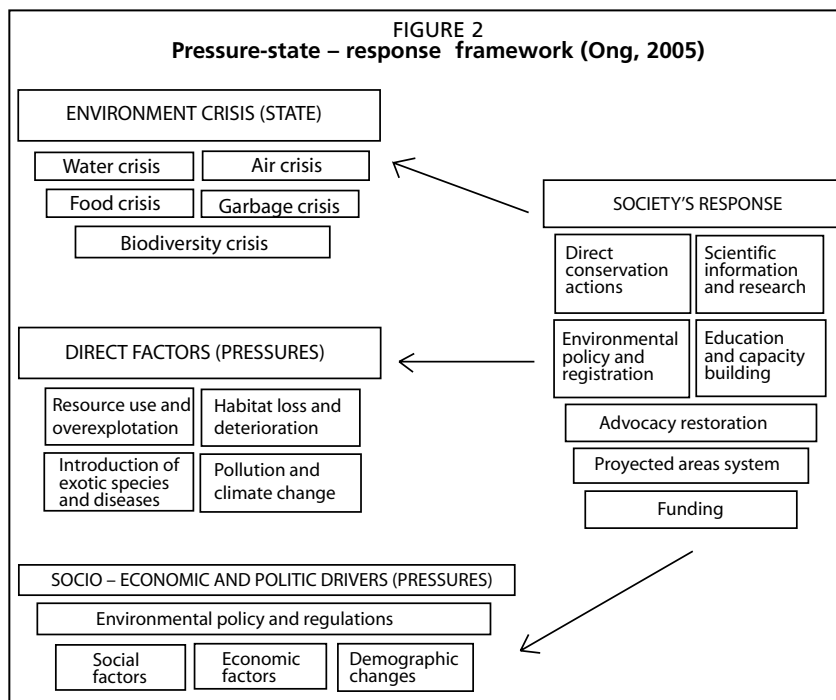 FIGURE 2
Pressure-state – response framework (Ong, 2005)
ENVIRONMENT CRISIS (STATE)
Water crisis
Air crisis
Food crisis
Garbage crisis
Biodiversity crisis
DIRECT FACTORS (PRESSURES)
Resource use and
overexplotation
Habitat loss and
deterioration
Introduction of
exotic species
and diseases
Pollution and
climate change
SOCIO – ECONOMIC AND POLITIC DRIVERS (PRESSURES)
Environmental policy and regulations
Social
factors
Economic
factors
Demographic
changes
SOCIETY'S RESPONSE
Direct
conservation
actions
Scientific
information
and research
Environmental
policy and
registration
Education
and capacity
building
Advocacy restoration
Proyected areas system
Funding